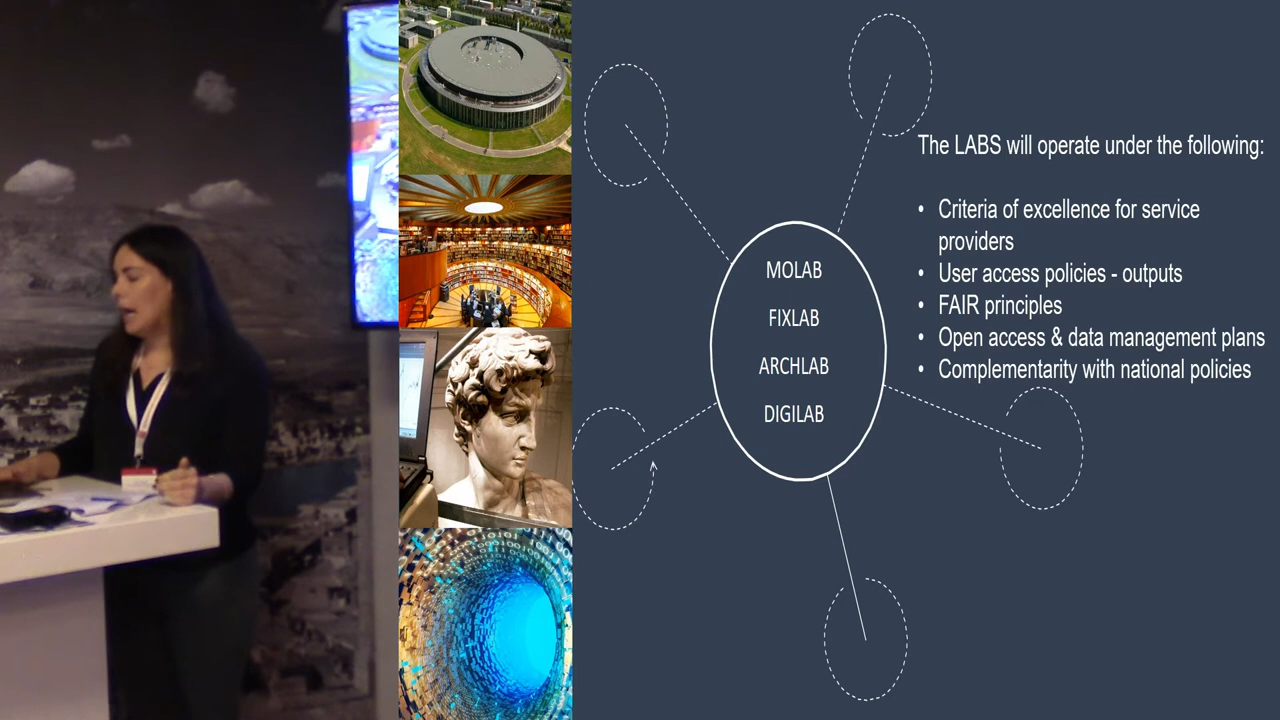 MOLAB
FIXLAB
ARCHLAB
DIGILAB
The LABS will operate under the following:
• Criteria of excellence for service
providers
• User access policies - outputs
• FAIR principles
• Open access & data management plans
• Complementarity with national policies